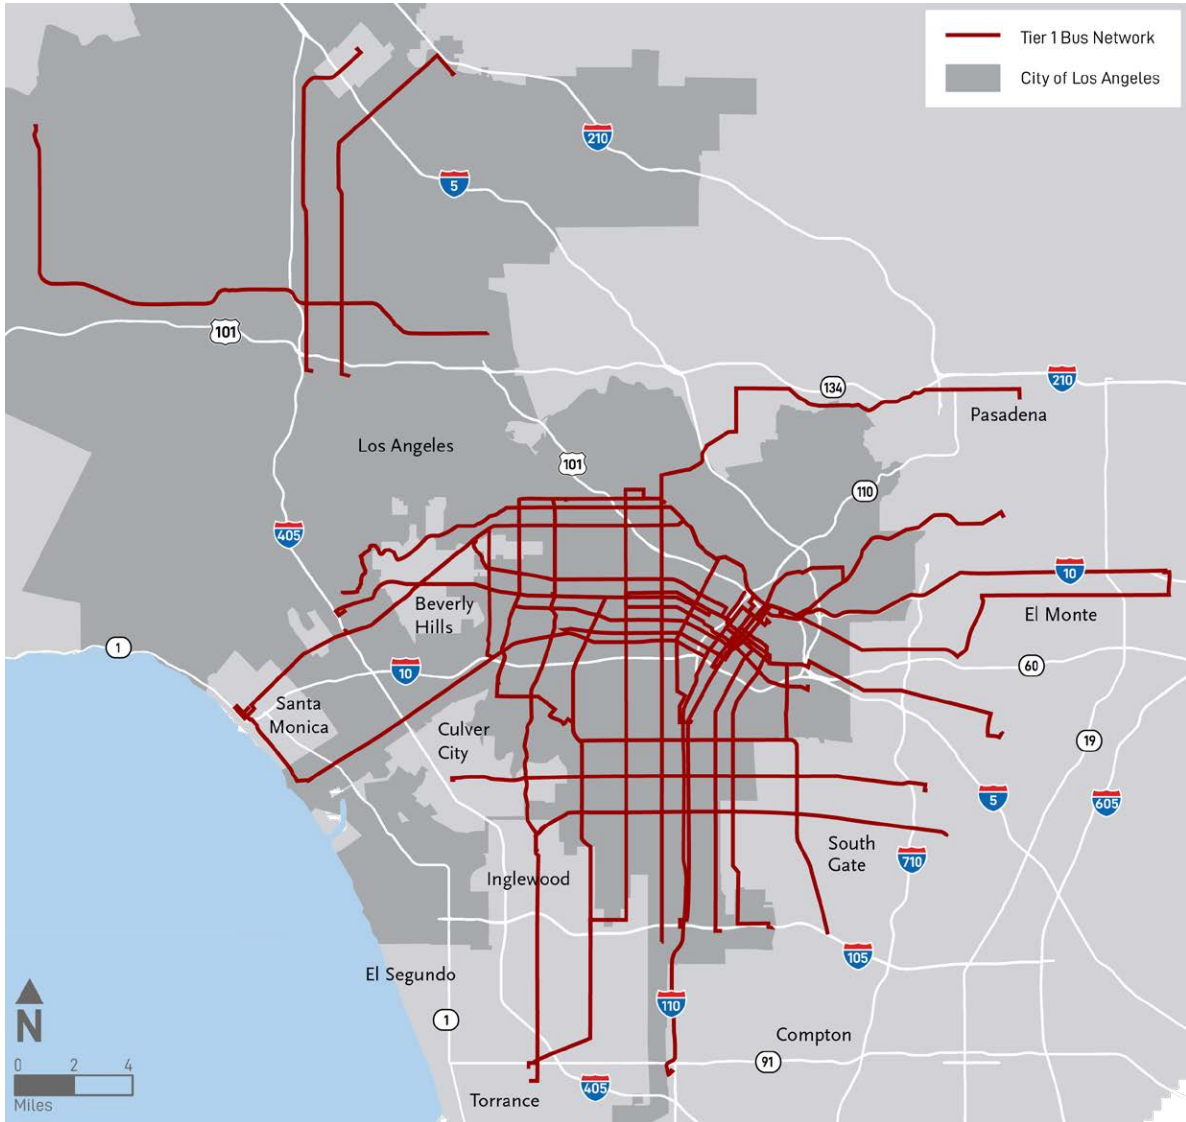 Tier 1 Bus Network
City of Los Angeles
210
5
101
134
210
Pasadena
Los Angeles
101
110
405
10
Beverly
Hills
El Monte
1
10
60
Santa
Monica
Culver
City
19
5
605
South
Gate
710
Inglewood
105
El Segundo
N
110
1
Compton
91
0 2 4
Miles
405
Torrance